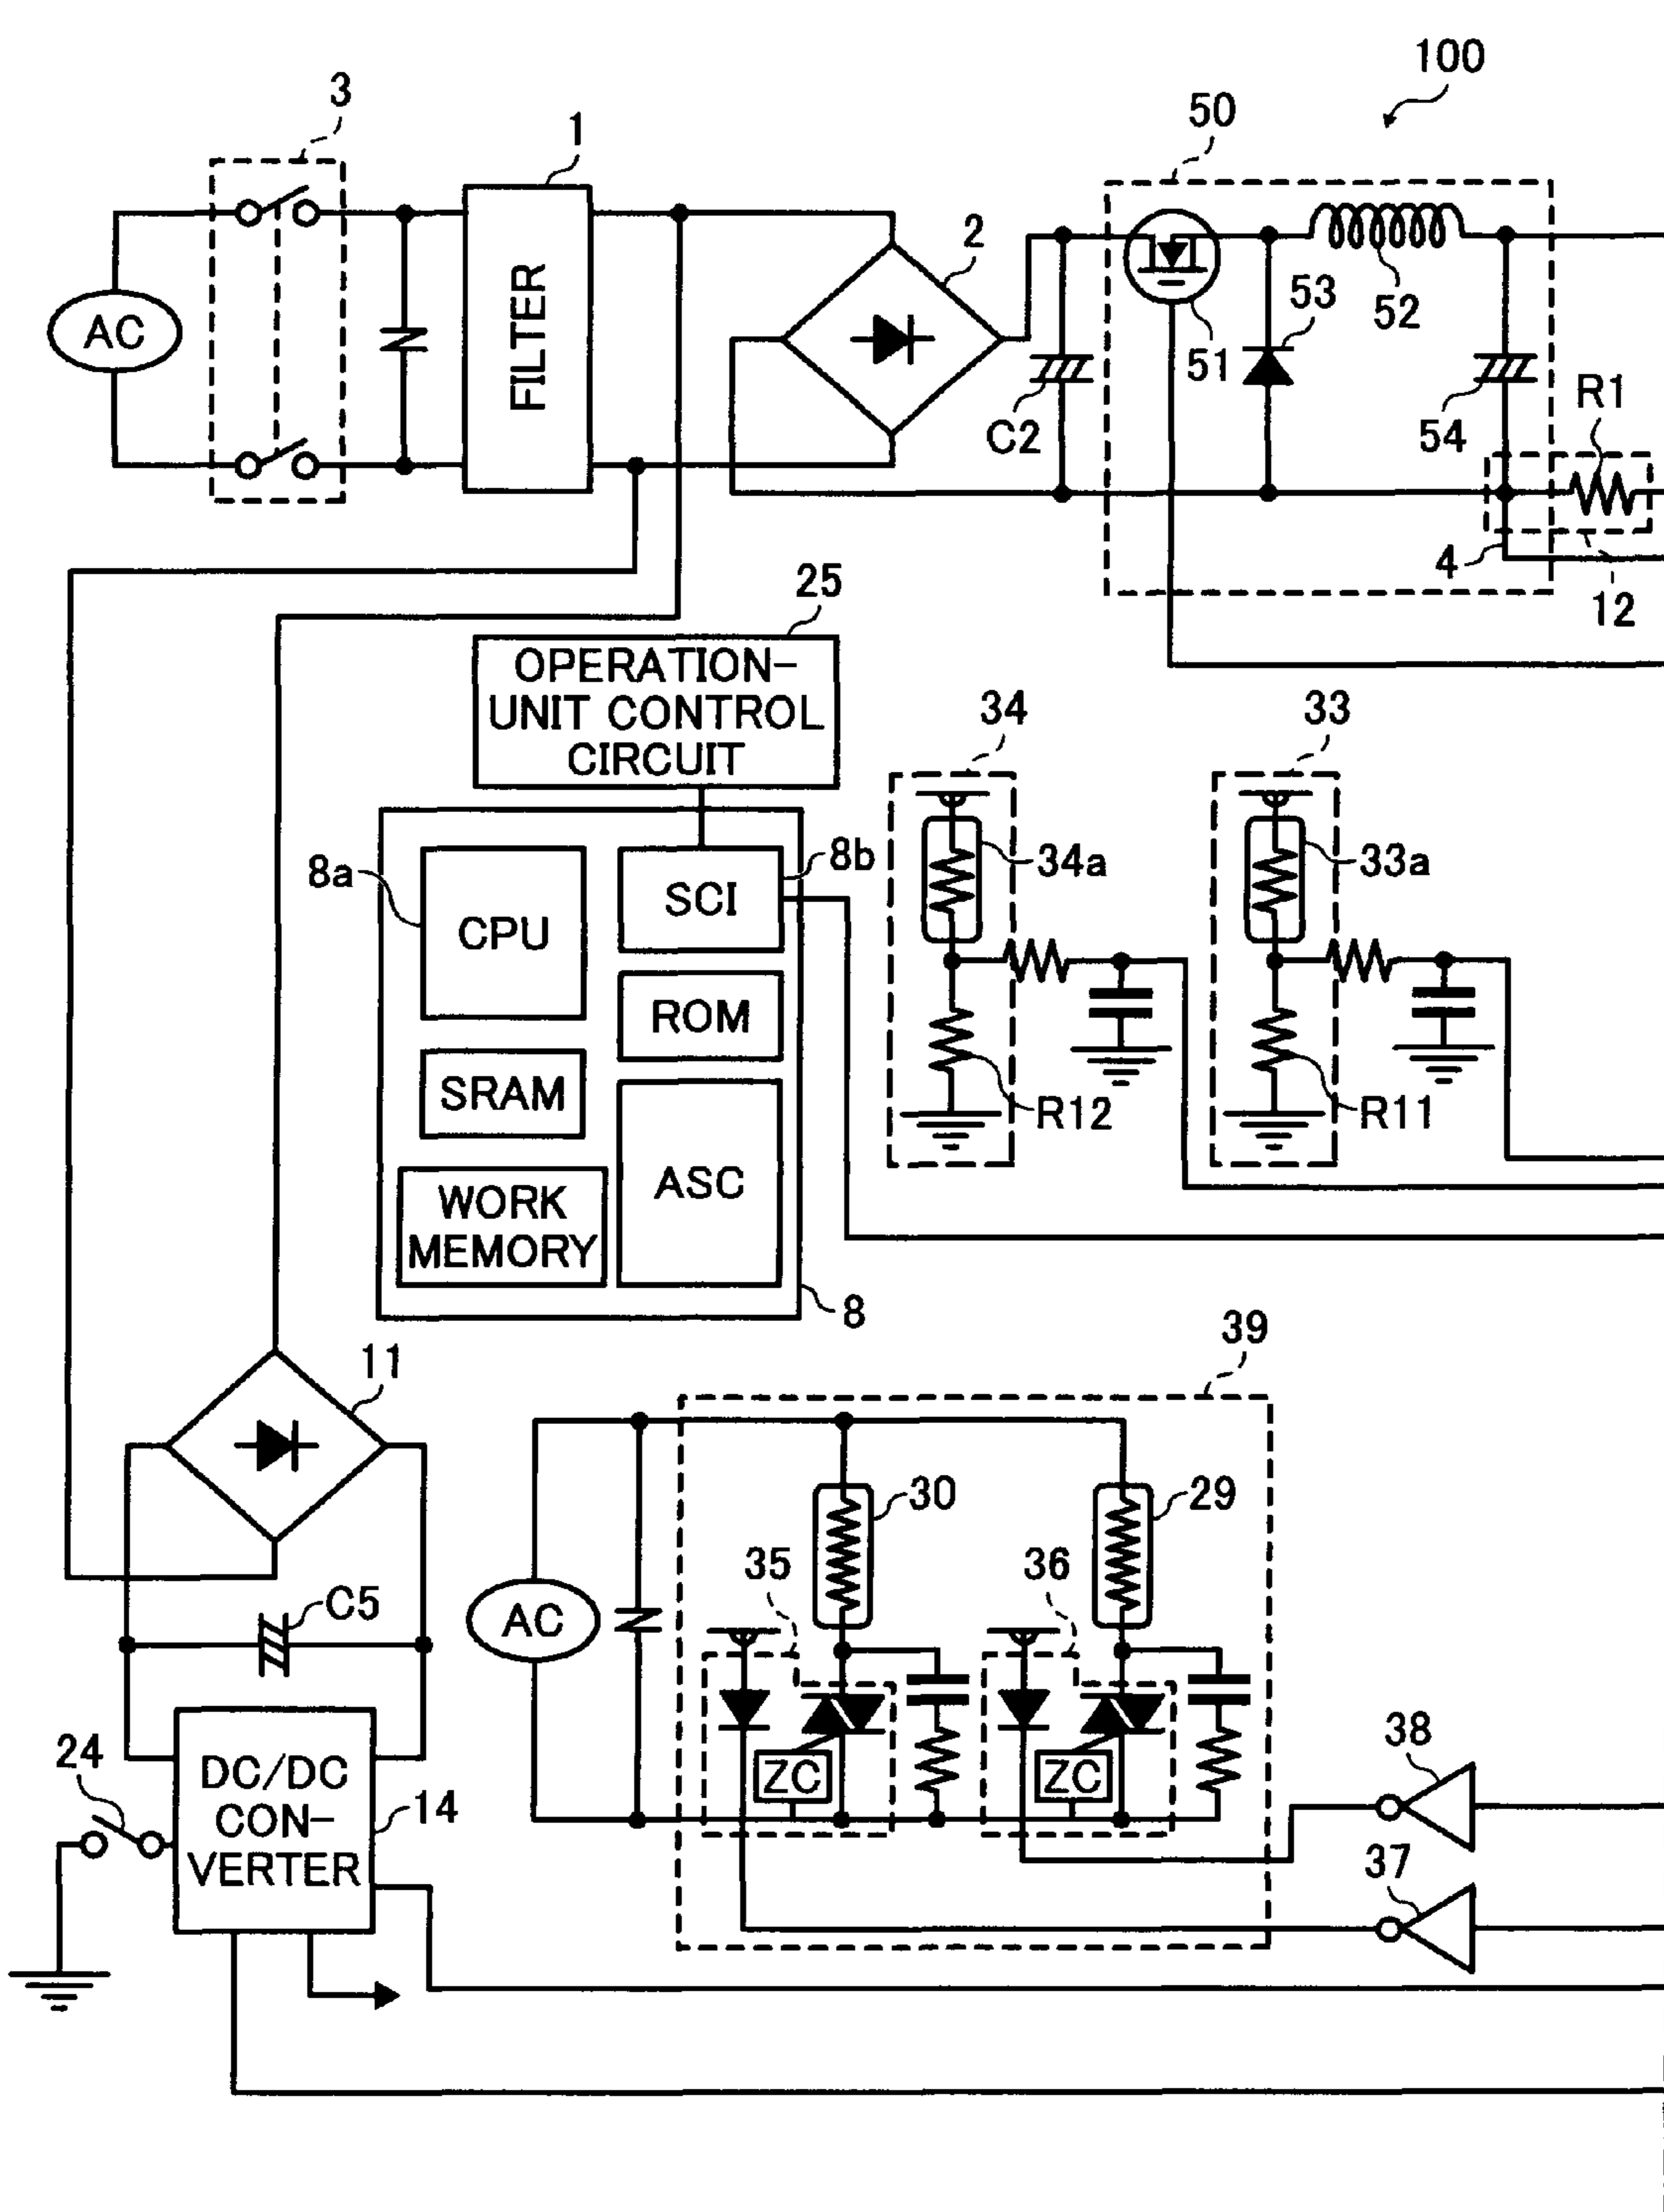 100
3
1
50
2
AC
FILTER
53
52
51
C2
54
R1
4
12
25
OPERATION-
UNIT CONTROL
CIRCUIT
34
33
8a
8b
CPU
SCI
34a
33a
ROM
SRAM
R12
R11
ASC
WORK
MEMORY
8
39
11
30
29
35
36
C5
AC
24
DC/DC
CON-
VERTER
14
ZC
ZC
38
37